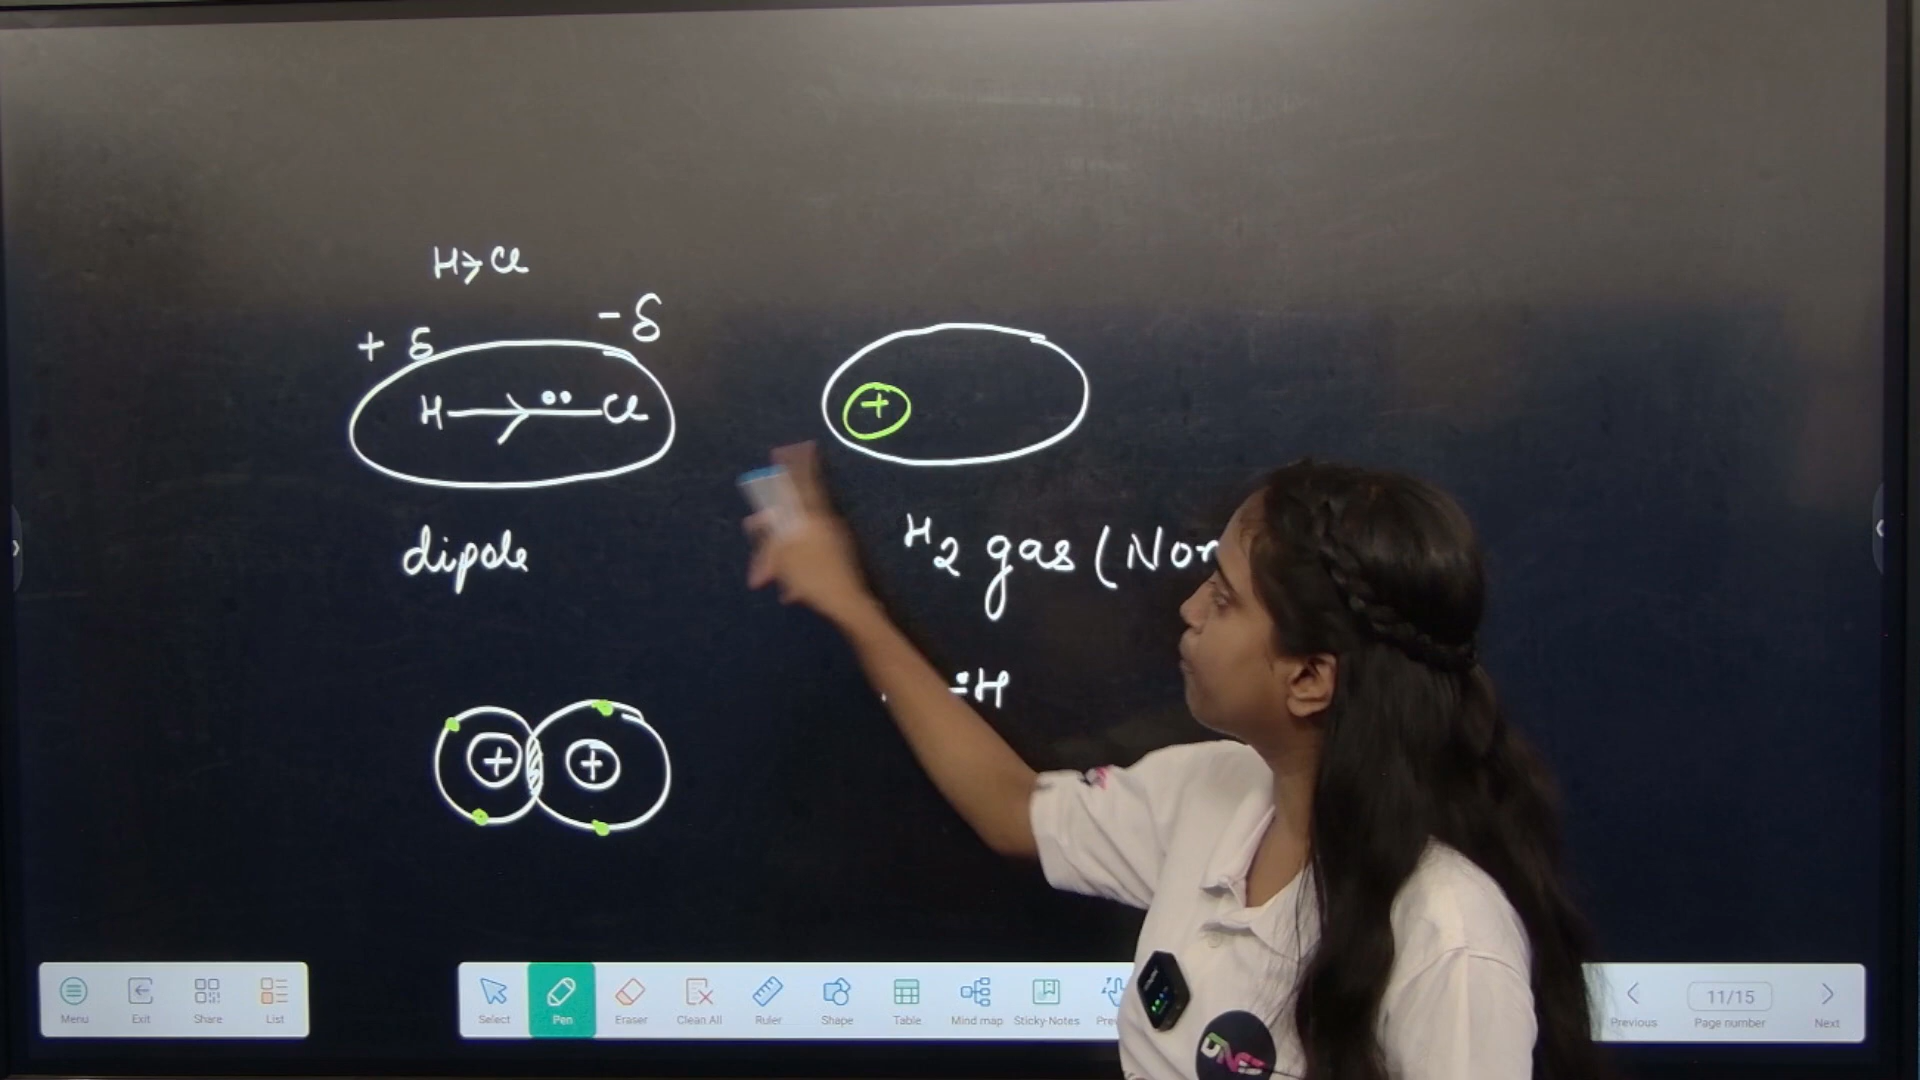 H>Cl
+ δ
- δ
H → Cl
+
dipole
H2 gas (Non
:H
+ +
Menu Exit Share List
Select Pen Eraser Clean All Ruler Shape Table Mind map Sticky-Notes
Previous 11/15 Next
Page number